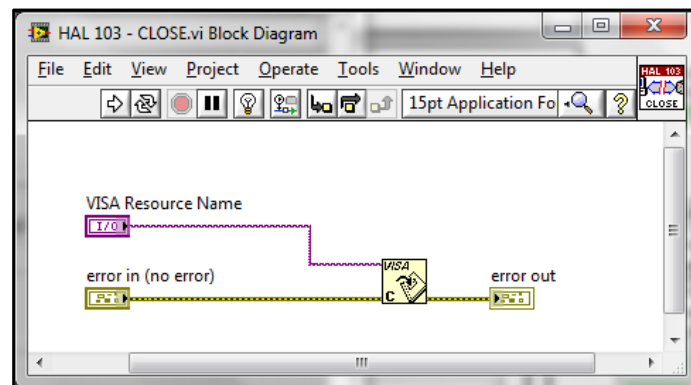 HAL 103 - CLOSE.vi Block Diagram
File Edit View Project Operate Tools Window Help
HAL 103
15pt Application Fo
CLOSE
VISA Resource Name
I/O
VISA
error in (no error)
error out
C